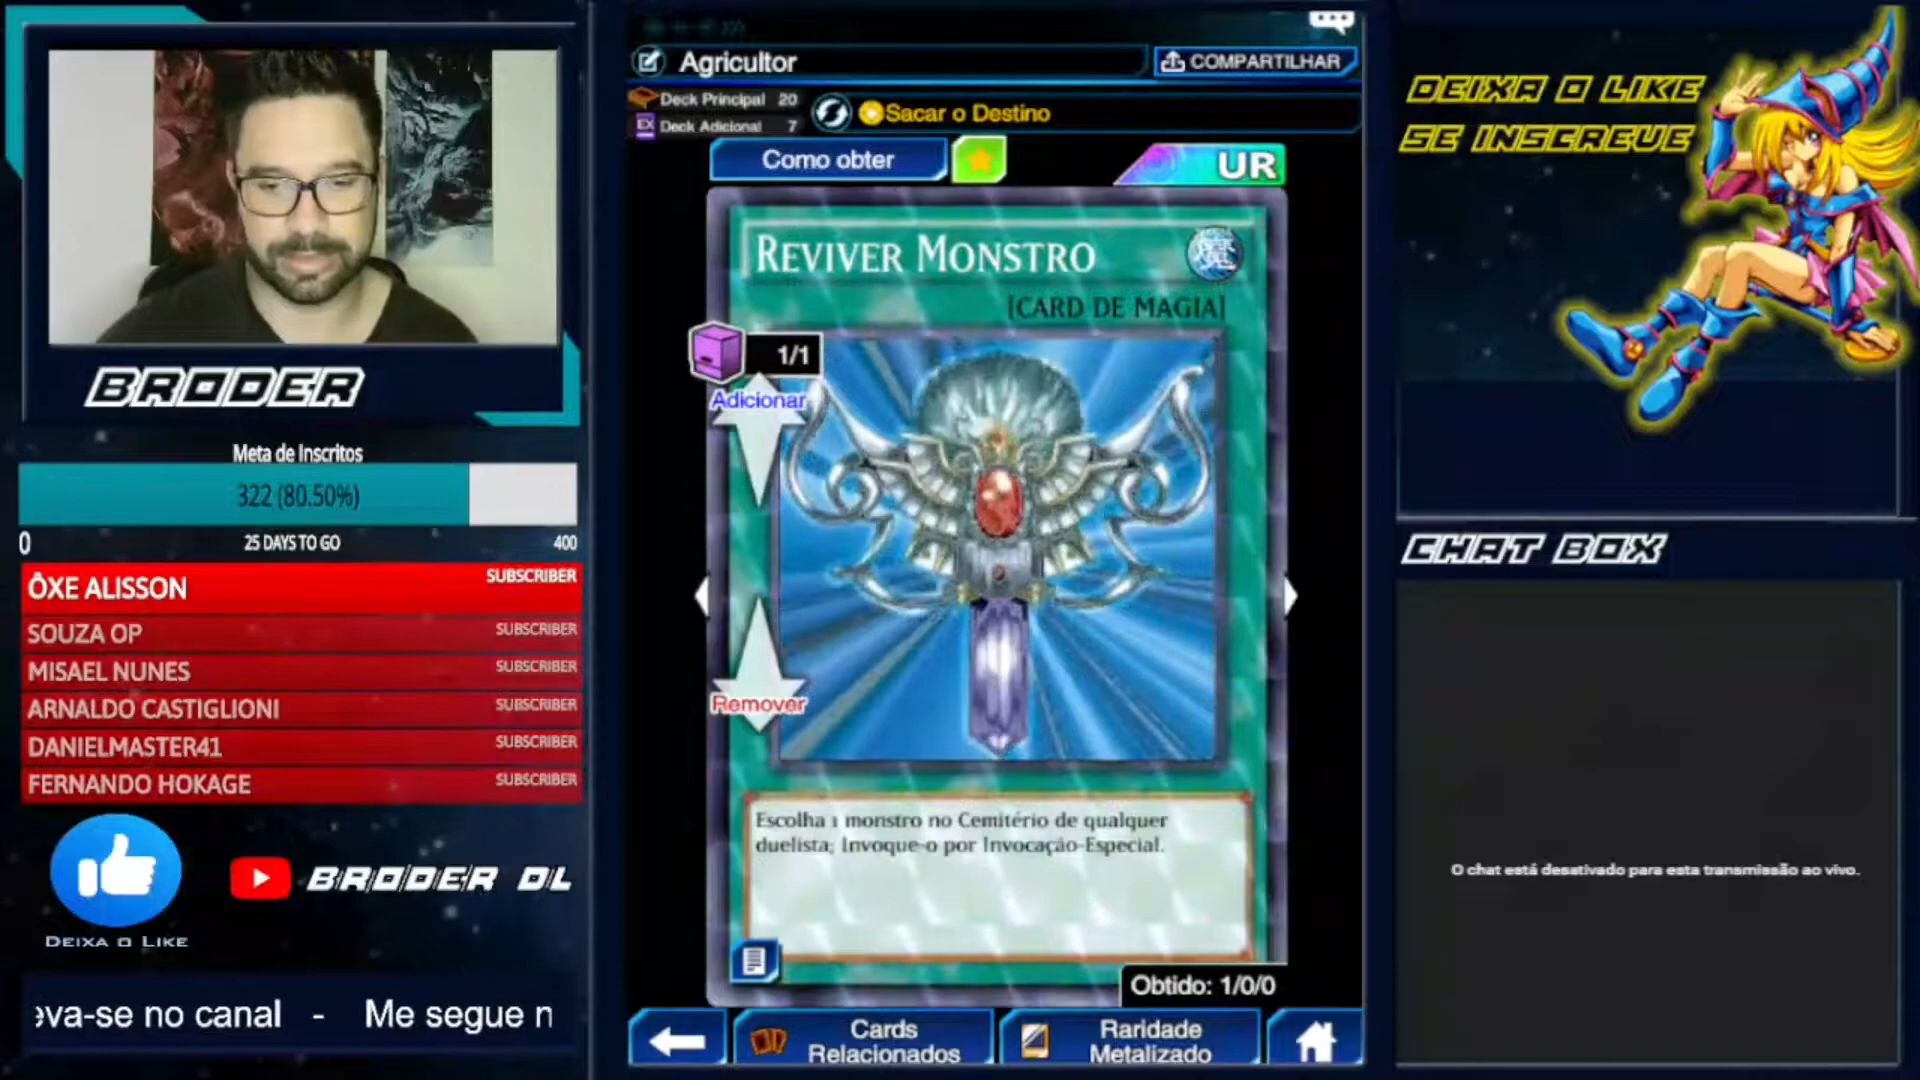 BRODER
Meta de Inscritos
322 (80.50%)
0
25 DAYS TO GO
400
ÔXE ALISSON SUBSCRIBER
SOUZA OP SUBSCRIBER
MISAEL NUNES SUBSCRIBER
ARNALDO CASTIGLIONI SUBSCRIBER
DANIELMASTER41 SUBSCRIBER
FERNANDO HOKAGE SUBSCRIBER
DEIXA O LIKE
BRODER DL
eva-se no canal - Me segue n
Agricultor
COMPARTILHAR
Deck Principal 20
EX Deck Adicional 7
Sacar o Destino
Como obter
UR
REVIVER MONSTRO
魔
[CARD DE MAGIA]
1/1
Adicionar
Remover
Escolha 1 monstro no Cemitério de qualquer
duelista; Invoque-o por Invocação-Especial.
Obtido: 1/0/0
Cards
Relacionados
Raridade
Metalizado
DEIXA O LIKE
SE INSCREVE
CHAT BOX
O chat está desativado para esta transmissão ao vivo.